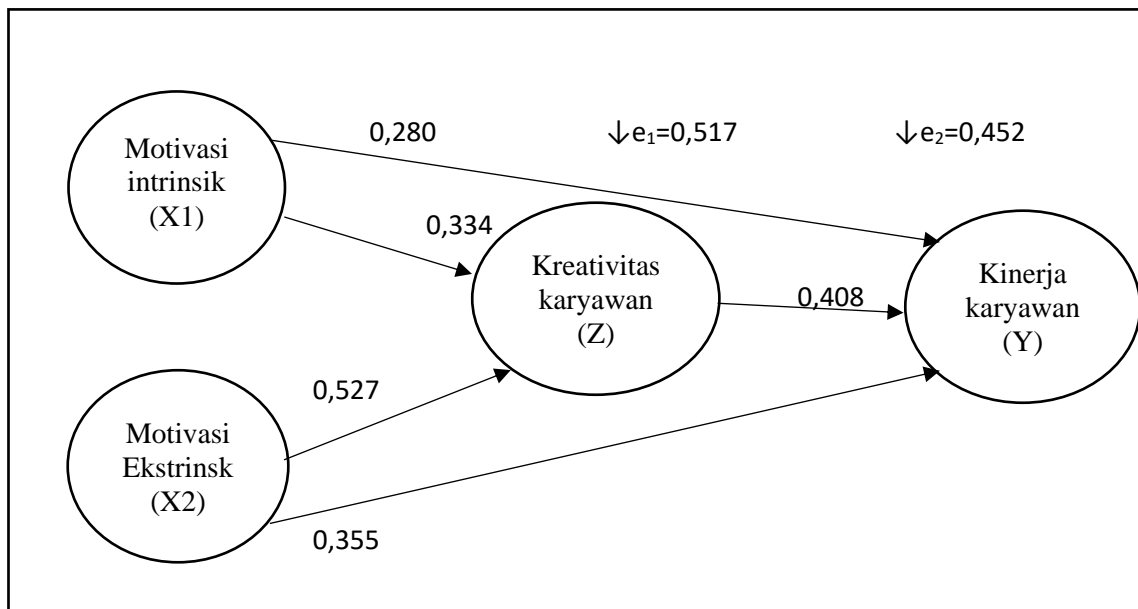 0,280
↓e₁=0,517
↓e₂=0,452
Motivasi
intrinsik
(X1)
0,334
Kreativitas
karyawan
(Z)
0,408
Kinerja
karyawan
(Y)
0,527
Motivasi
Ekstrinsk
(X2)
0,355